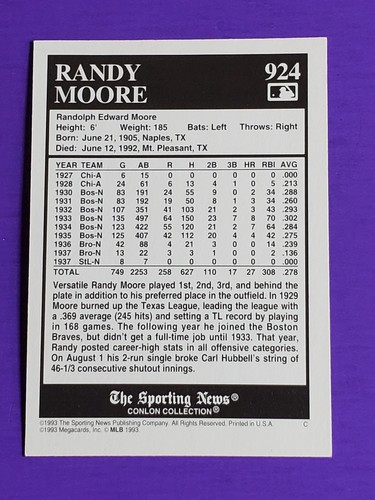 RANDY
MOORE
924
Randolph Edward Moore
Height: 6' Weight: 185 Bats: Left Throws: Right
Born: June 21, 1905, Naples, TX
Died: June 12, 1992, Mt. Pleasant, TX
YEAR TEAM G AB R H 2B 3B HR RBI AVG
1927 Chi-A 6 15 0 0 0 0 0 0 .000
1928 Chi-A 24 61 6 13 4 1 0 5 .213
1930 Bos-N 83 191 24 55 9 0 2 34 .288
1931 Bos-N 83 192 19 50 8 1 3 34 .260
1932 Bos-N 107 351 41 103 21 2 3 43 .293
1933 Bos-N 135 497 64 150 23 7 8 70 .302
1934 Bos-N 123 422 55 120 21 2 7 64 .284
1935 Bos-N 125 407 42 112 20 4 4 42 .275
1936 Bro-N 42 88 4 21 3 0 0 14 .239
1937 Bro-N 13 22 3 3 1 0 0 2 .136
1937 StL-N 8 7 0 0 0 0 0 0 .000
TOTAL 749 2253 258 627 110 17 27 308 .278
Versatile Randy Moore played 1st, 2nd, 3rd, and behind the
plate in addition to his preferred place in the outfield. In 1929
Moore burned up the Texas League, leading the league with
a .369 average (245 hits) and setting a TL record by playing
in 168 games. The following year he joined the Boston
Braves, but didn't get a full-time job until 1933. That year,
Randy posted career-high stats in all offensive categories.
On August 1 his 2-run single broke Carl Hubbell's string of
46-1/3 consecutive shutout innings.
The Sporting News®
CONLON COLLECTION®
©1993 The Sporting News Publishing Company. All Rights Reserved. Printed in U.S.A. C
©1993 Megacards, Inc. © MLB 1993